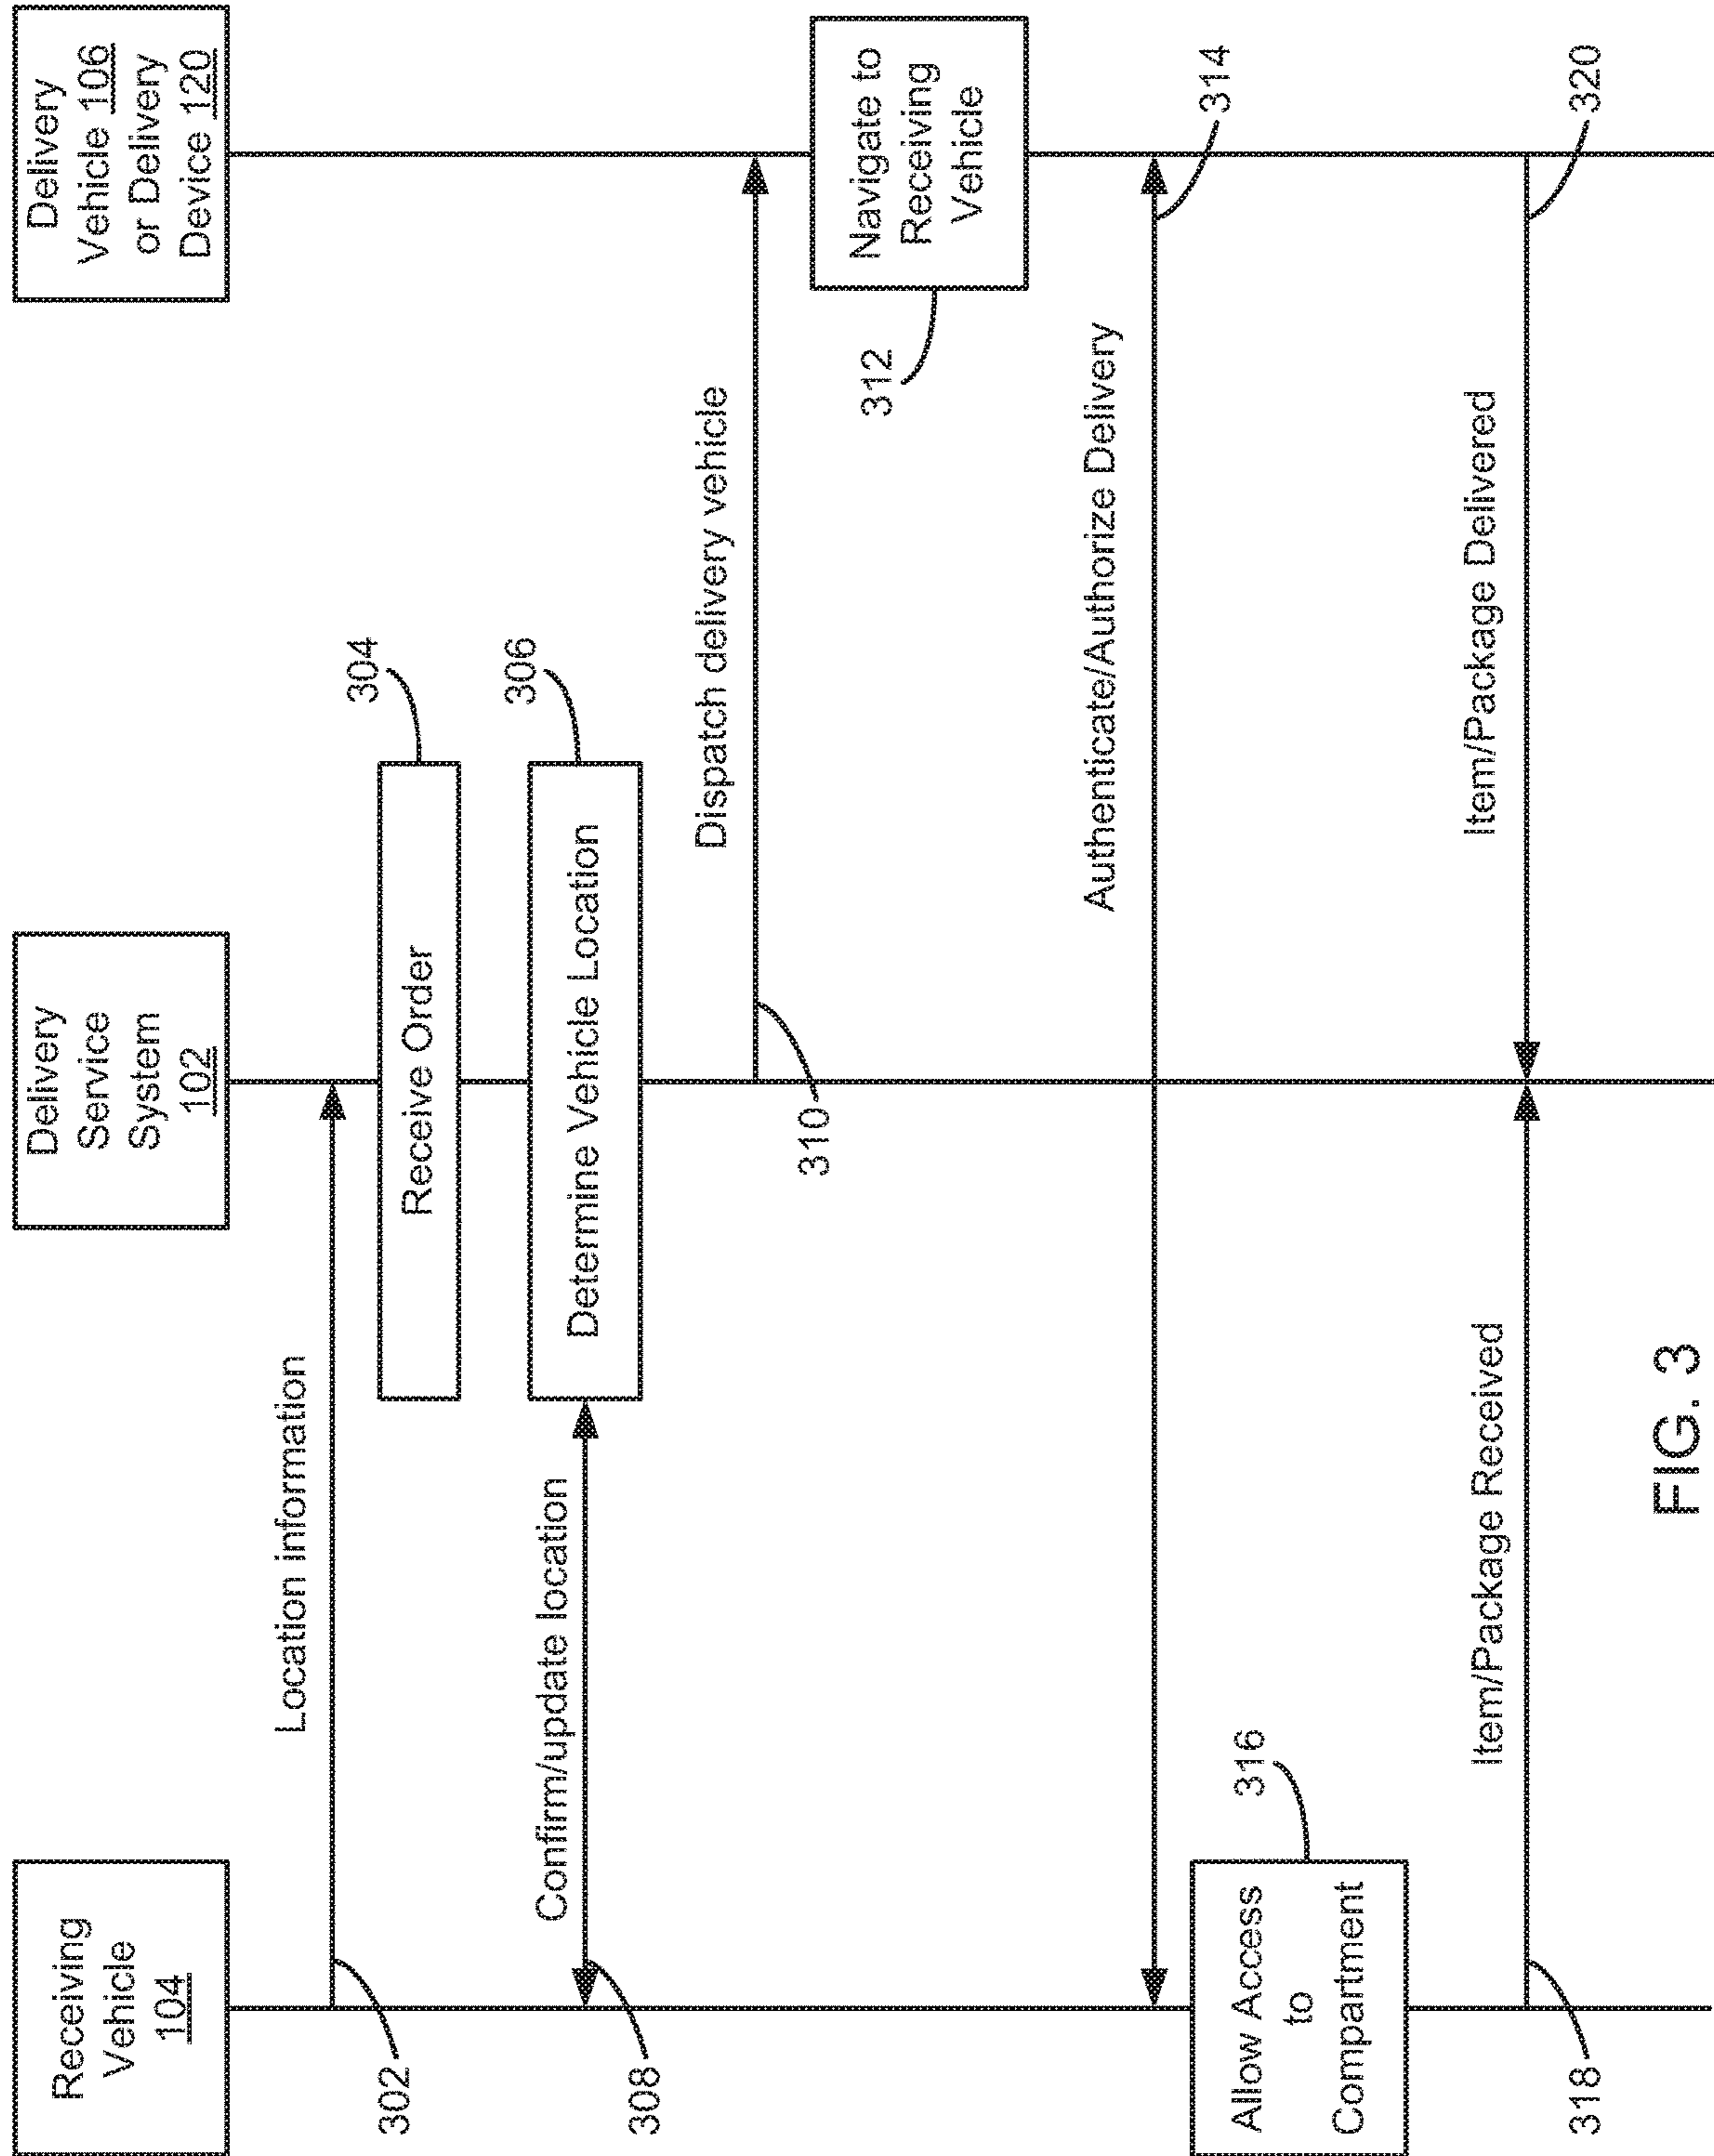 Receiving
Vehicle
104
Delivery
Service
System
102
Delivery
Vehicle 106
or Delivery
Device 120
Location information
302
Receive Order
304
Determine Vehicle Location
306
Confirm/update location
308
Dispatch delivery vehicle
310
Navigate to
Receiving
Vehicle
312
Authenticate/Authorize Delivery
314
Allow Access
to
Compartment
316
Item/Package Received
318
Item/Package Delivered
320
FIG. 3